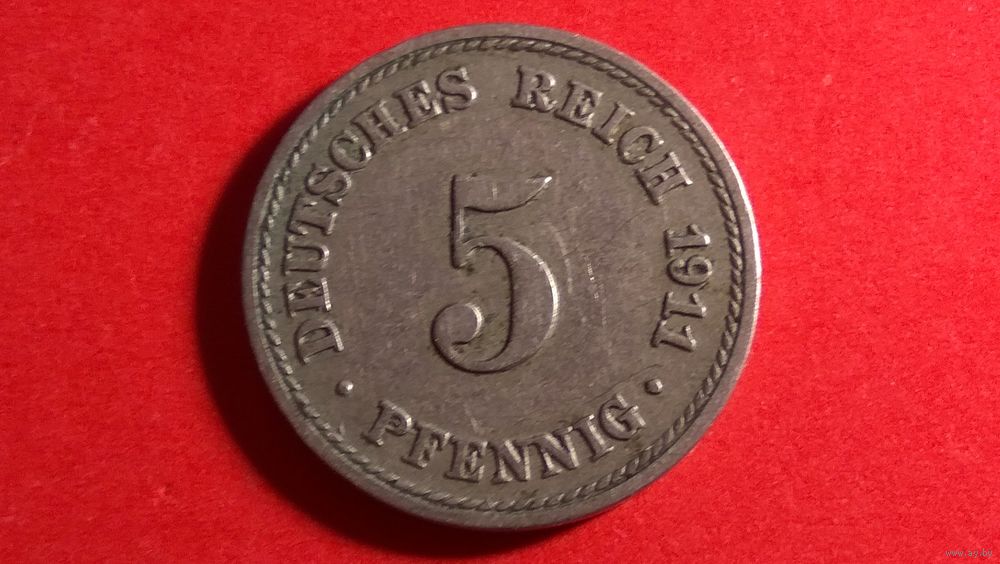 DEUTSCHES REICH 1911
5
· PFENNIG ·
www.ay.by